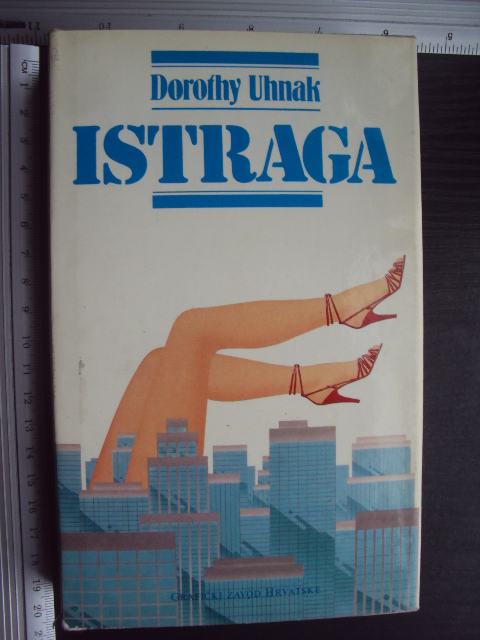 Dorothy Uhnak
ISTRAGA
GRAFIČKI ZAVOD HRVATSKE